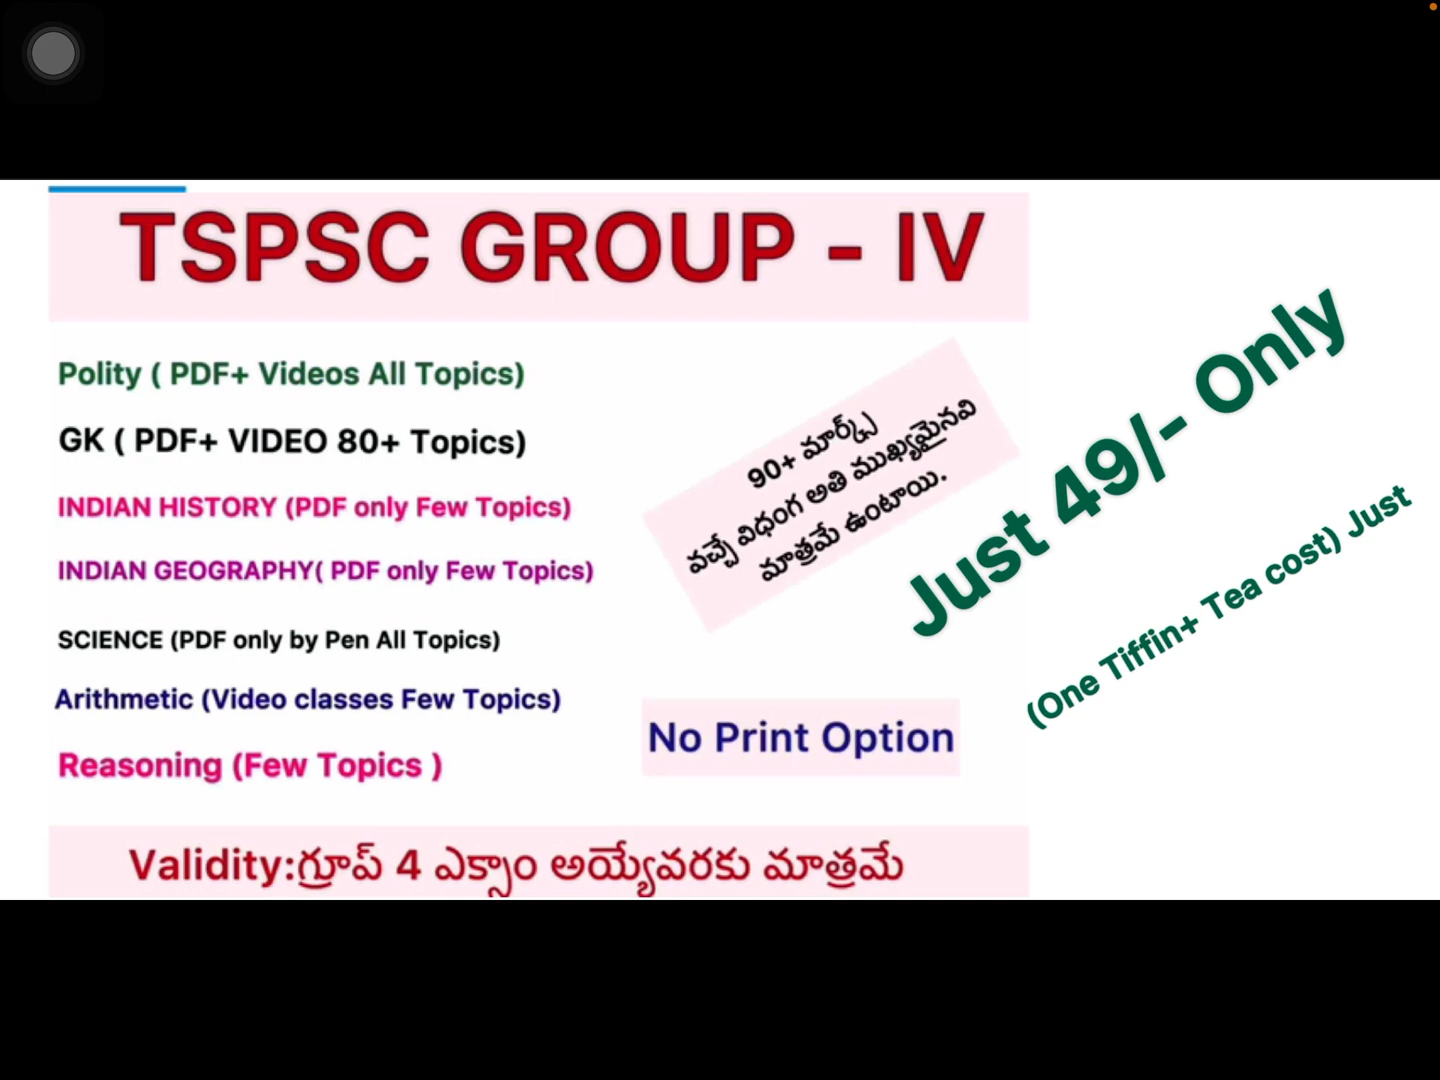 TSPSC GROUP - IV
Polity ( PDF+ Videos All Topics)
GK ( PDF+ VIDEO 80+ Topics)
INDIAN HISTORY (PDF only Few Topics)
INDIAN GEOGRAPHY( PDF only Few Topics)
SCIENCE (PDF only by Pen All Topics)
Arithmetic (Video classes Few Topics)
Reasoning (Few Topics )
90+ మార్క్స్
వచ్చే విధంగ అతి ముఖ్యమైనవి
మాత్రమే ఉంటాయి.
Just 49/- Only
(One Tiffin+ Tea cost) Just
No Print Option
Validity:గ్రూప్ 4 ఎక్సాం అయ్యేవరకు మాత్రమే